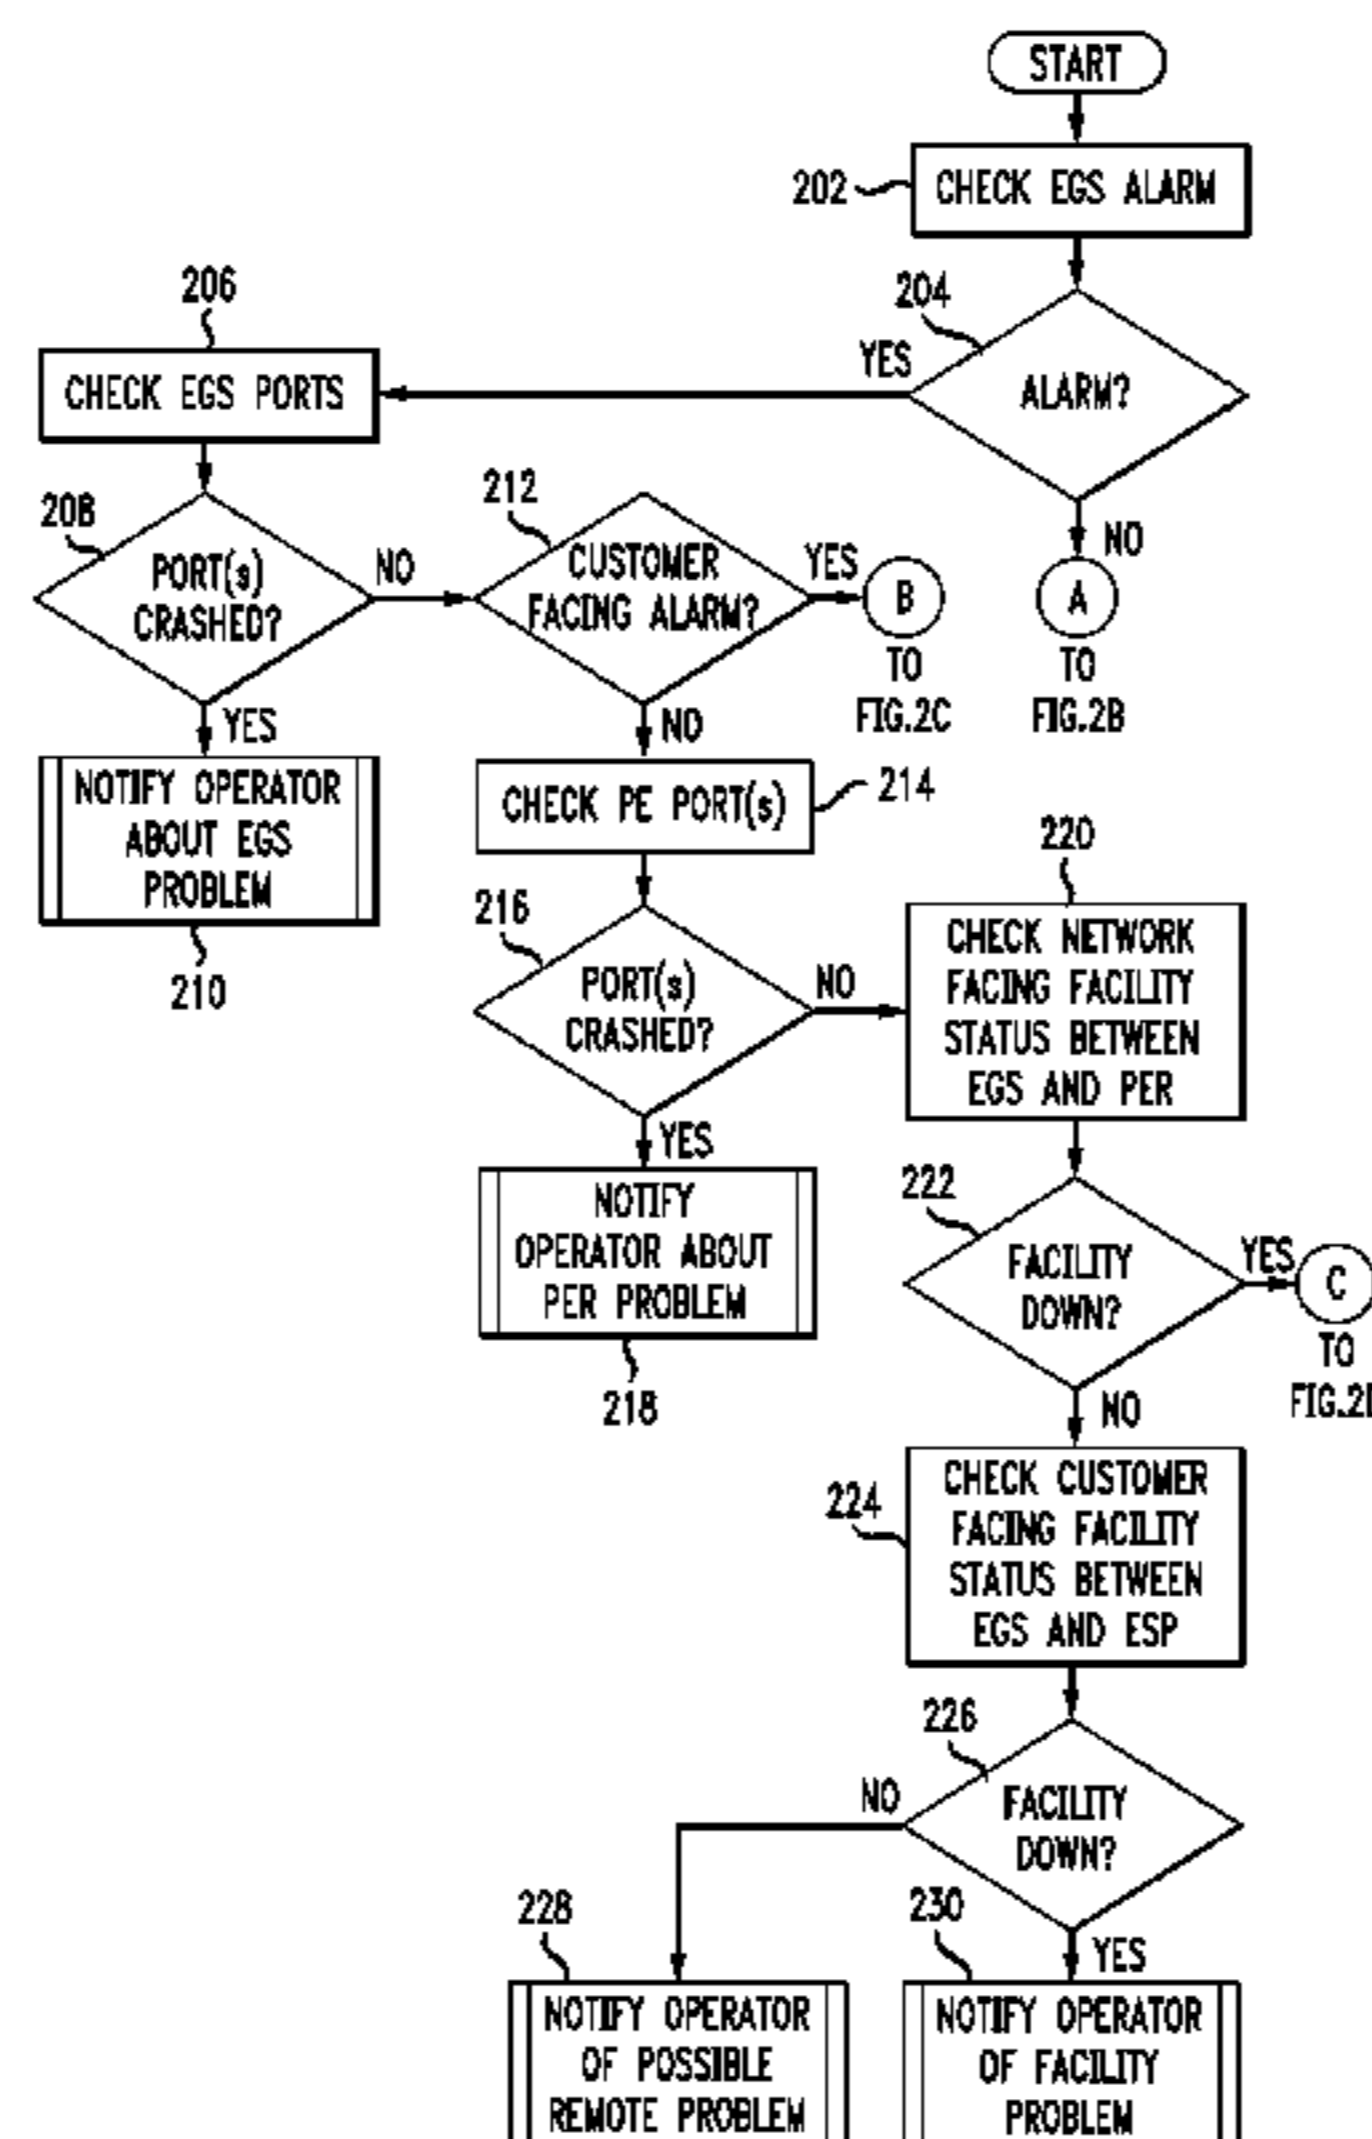 START
202
CHECK EGS ALARM
206
204
YES
CHECK EGS PORTS
ALARM?
NO
208
PORT(s)
CRASHED?
NO
212
CUSTOMER
FACING ALARM?
YES
B
TO
FIG.2C
A
TO
FIG.2B
YES
NO
NOTIFY OPERATOR
ABOUT EGS
PROBLEM
210
CHECK PE PORT(s)
214
216
PORT(s)
CRASHED?
NO
220
CHECK NETWORK
FACING FACILITY
STATUS BETWEEN
EGS AND PER
YES
NOTIFY
OPERATOR ABOUT
PER PROBLEM
218
222
FACILITY
DOWN?
YES
C
TO
NO
224
CHECK CUSTOMER
FACING FACILITY
STATUS BETWEEN
EGS AND ESP
226
NO
FACILITY
DOWN?
228
230
YES
NOTIFY OPERATOR
OF POSSIBLE
REMOTE PROBLEM
NOTIFY OPERATOR
OF FACILITY
PROBLEM